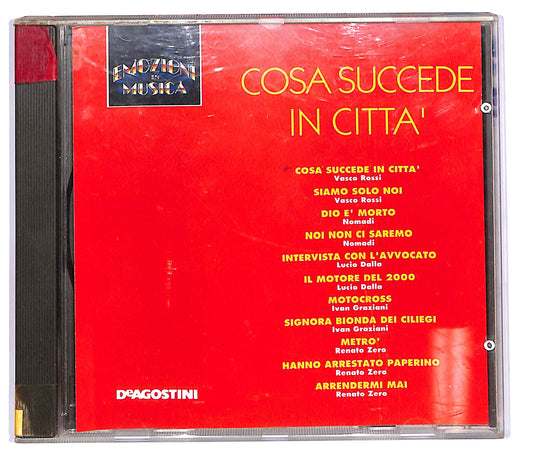 EMOZIONI
IN
MUSICA
COSA SUCCEDE
IN CITTA'
COSA SUCCEDE IN CITTA'
Vasco Rossi
SIAMO SOLO NOI
Vasco Rossi
DIO E' MORTO
Nomadi
NOI NON CI SAREMO
Nomadi
INTERVISTA CON L'AVVOCATO
Lucio Dalla
IL MOTORE DEL 2000
Lucio Dalla
MOTOCROSS
Ivan Graziani
SIGNORA BIONDA DEI CILIEGI
Ivan Graziani
METRO'
Renato Zero
HANNO ARRESTATO PAPERINO
Renato Zero
ARRENDERMI MAI
Renato Zero
DeAGOSTINI